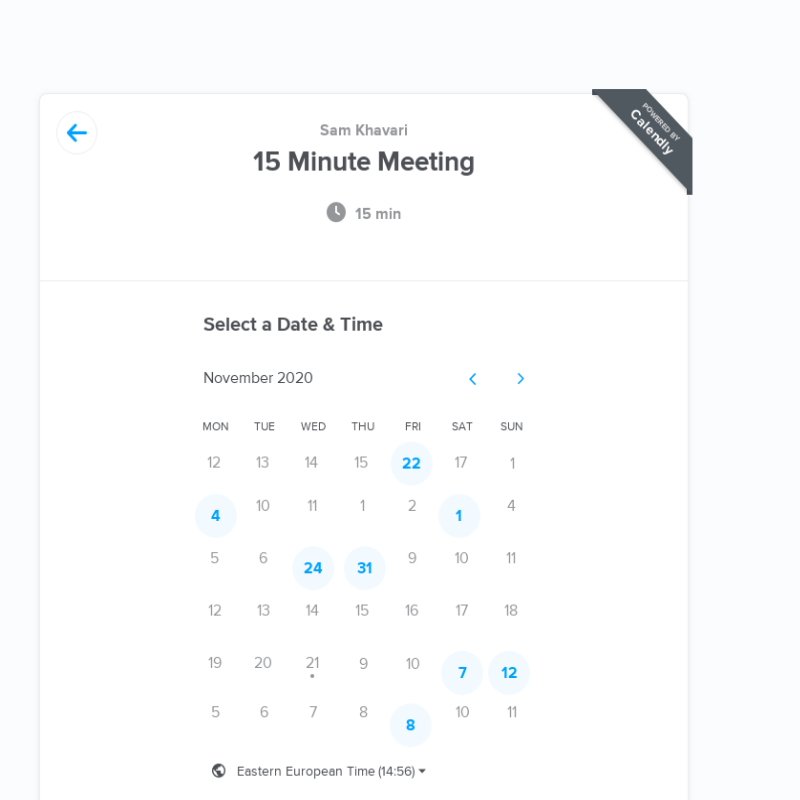 POWERED BY
Calendly
Sam Khavari
15 Minute Meeting
15 min
Select a Date & Time
November 2020
MON TUE WED THU FRI SAT SUN
12 13 14 15 22 17 1
4 10 11 1 2 1 4
5 6 24 31 9 10 11
12 13 14 15 16 17 18
19 20 21 9 10 7 12
5 6 7 8 8 10 11
Eastern European Time (14:56)